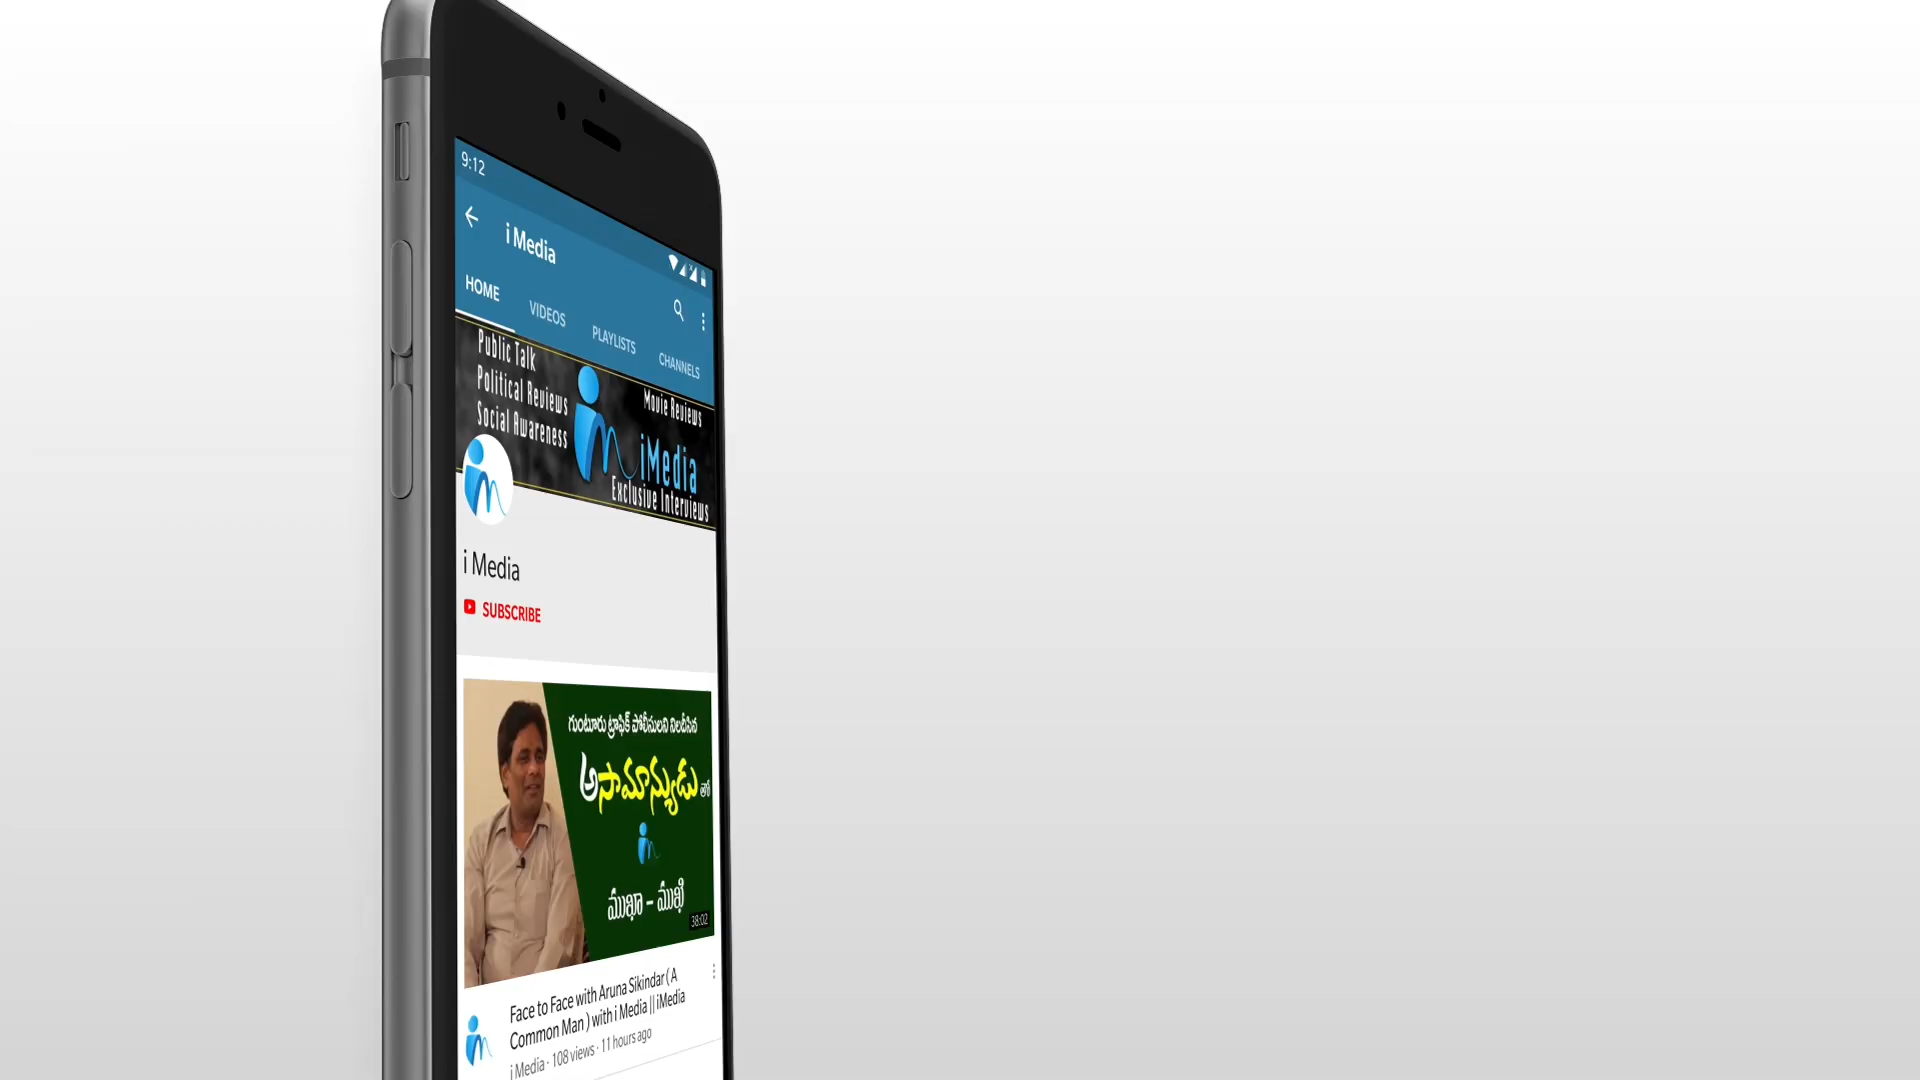 9:12
i Media
HOME
VIDEOS
PLAYLISTS
CHANNELS
Public Talk
Political Reviews
Social Awareness
Movie Reviews
iMedia
Exclusive Interviews
i Media
SUBSCRIBE
గుంటూరు ట్రాఫిక్ పోలీసులని నిలదీసిన
అసామాన్యుడు తో
ముఖా - ముఖి
38:02
Face to Face with Aruna Sikindar ( A
Common Man ) with i Media || iMedia
i Media · 108 views · 11 hours ago